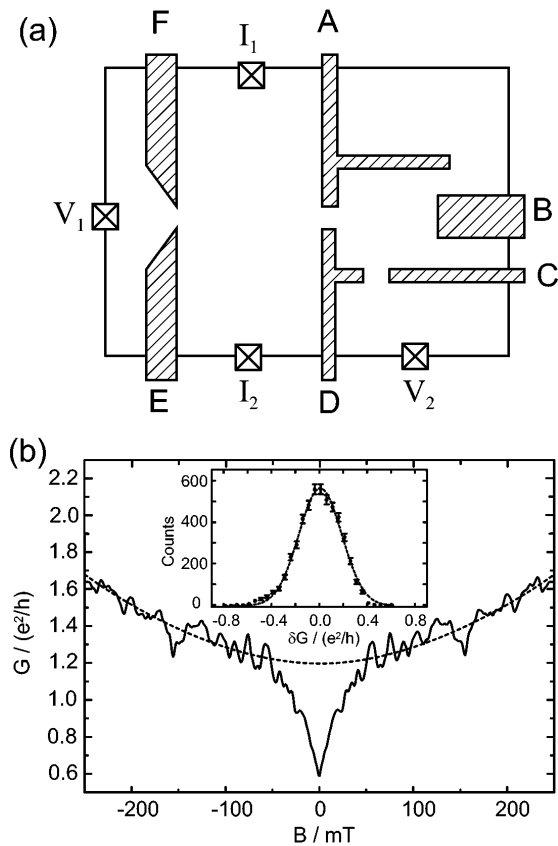 (a)
F
I₁
A
V₁
B
C
E
I₂
D
V₂
(b)
2.2
2.0
1.8
1.6
1.4
1.2
1.0
0.8
0.6
G / (e²/h)
600
400
200
0
Counts
-0.8 -0.4 0.0 0.4 0.8
δG / (e²/h)
-200 -100 0 100 200
B / mT